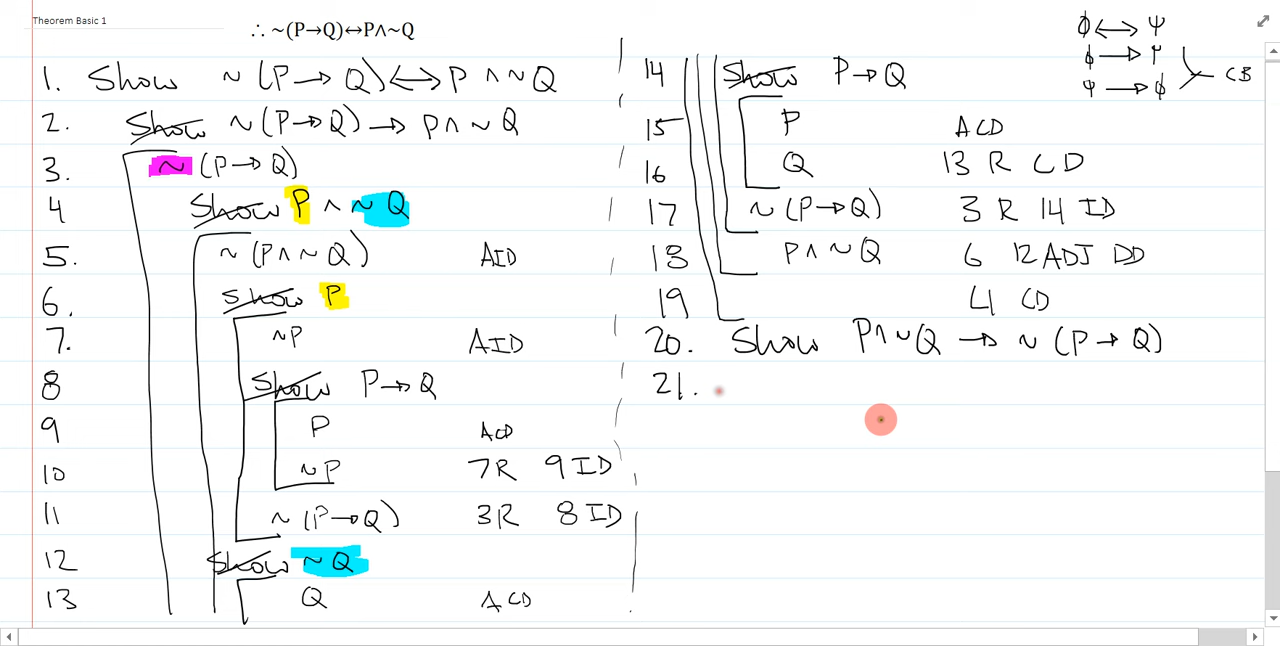 Theorem Basic 1
∴ ~(P→Q)↔P∧~Q
1. Show ~(P→Q)↔P∧~Q
2. Show ~(P→Q)→P∧~Q
3. ~(P→Q)
4 Show P∧~Q
5. ~(P∧~Q) AID
6. Show P
7. ~P AID
8 Show P→Q
9 P ACD
10 ~P 7R 9ID
11 ~(P→Q) 3R 8ID
12 Show ~Q
13 Q ACD
14 Show P→Q
15 P ACD
16 Q 13 R CD
17 ~(P→Q) 3 R 14 ID
18 P∧~Q 6 12 ADJ DD
19 4 CD
20. Show P∧~Q→~(P→Q)
21.
ϕ↔Ψ
ϕ→Ψ
Ψ→ϕ
CB